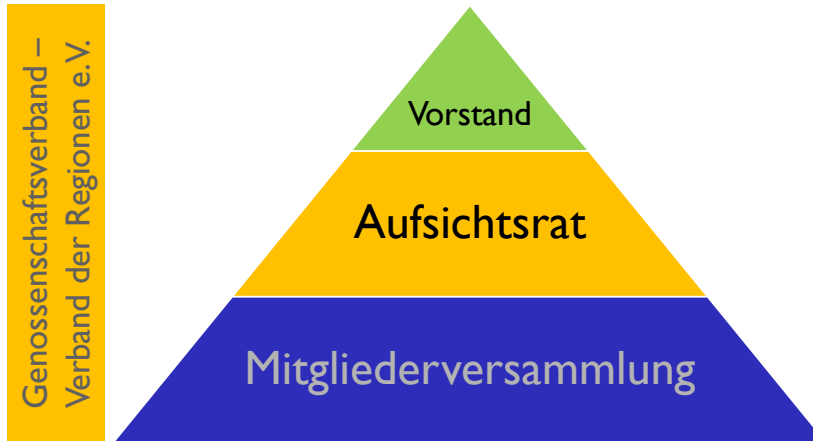 Genossenschaftsverband –
Verband der Regionen e.V.
Vorstand
Aufsichtsrat
Mitgliederversammlung